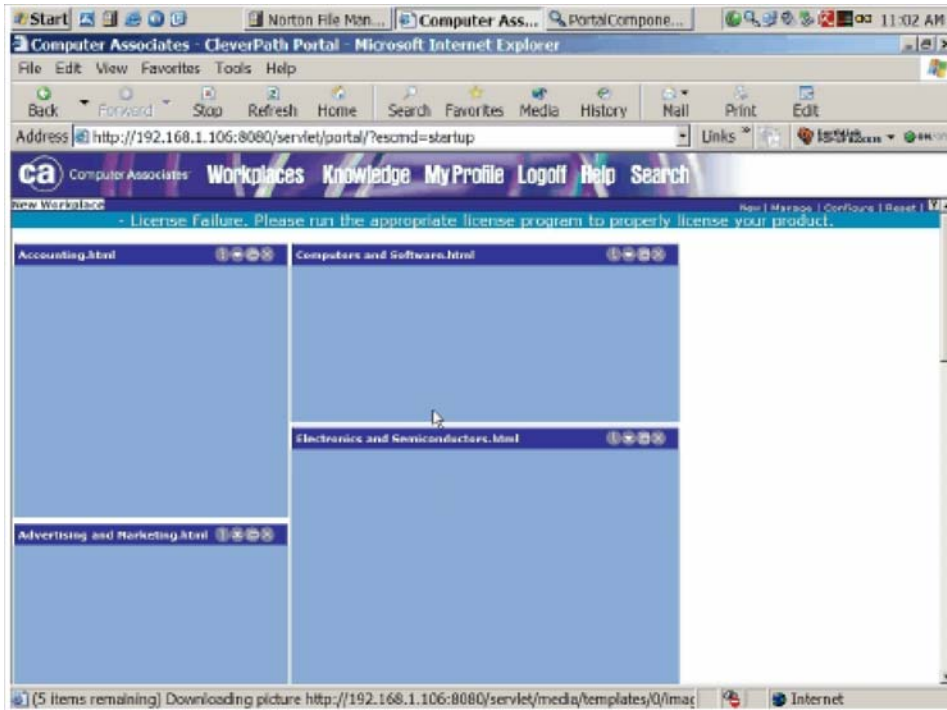 Start Norton File Man... Computer Ass... PortalCompone... 11:02 AM
Computer Associates - CleverPath Portal - Microsoft Internet Explorer
File Edit View Favorites Tools Help
Back Forward Stop Refresh Home Search Favorites Media History Mail Print Edit
Address http://192.168.1.106:8080/servlet/portal/?escmd=startup Links »
ca Computer Associates Workplaces Knowledge My Profile Logoff Help Search
New Workplace New | Manage | Configure | Reset |
- License Failure. Please run the appropriate license program to properly license your product.
Accounting.html Computers and Software.html
Electronics and Semiconductors.html
Advertising and Marketing.html
(5 items remaining) Downloading picture http://192.168.1.106:8080/servlet/media/templates/0/imag Internet